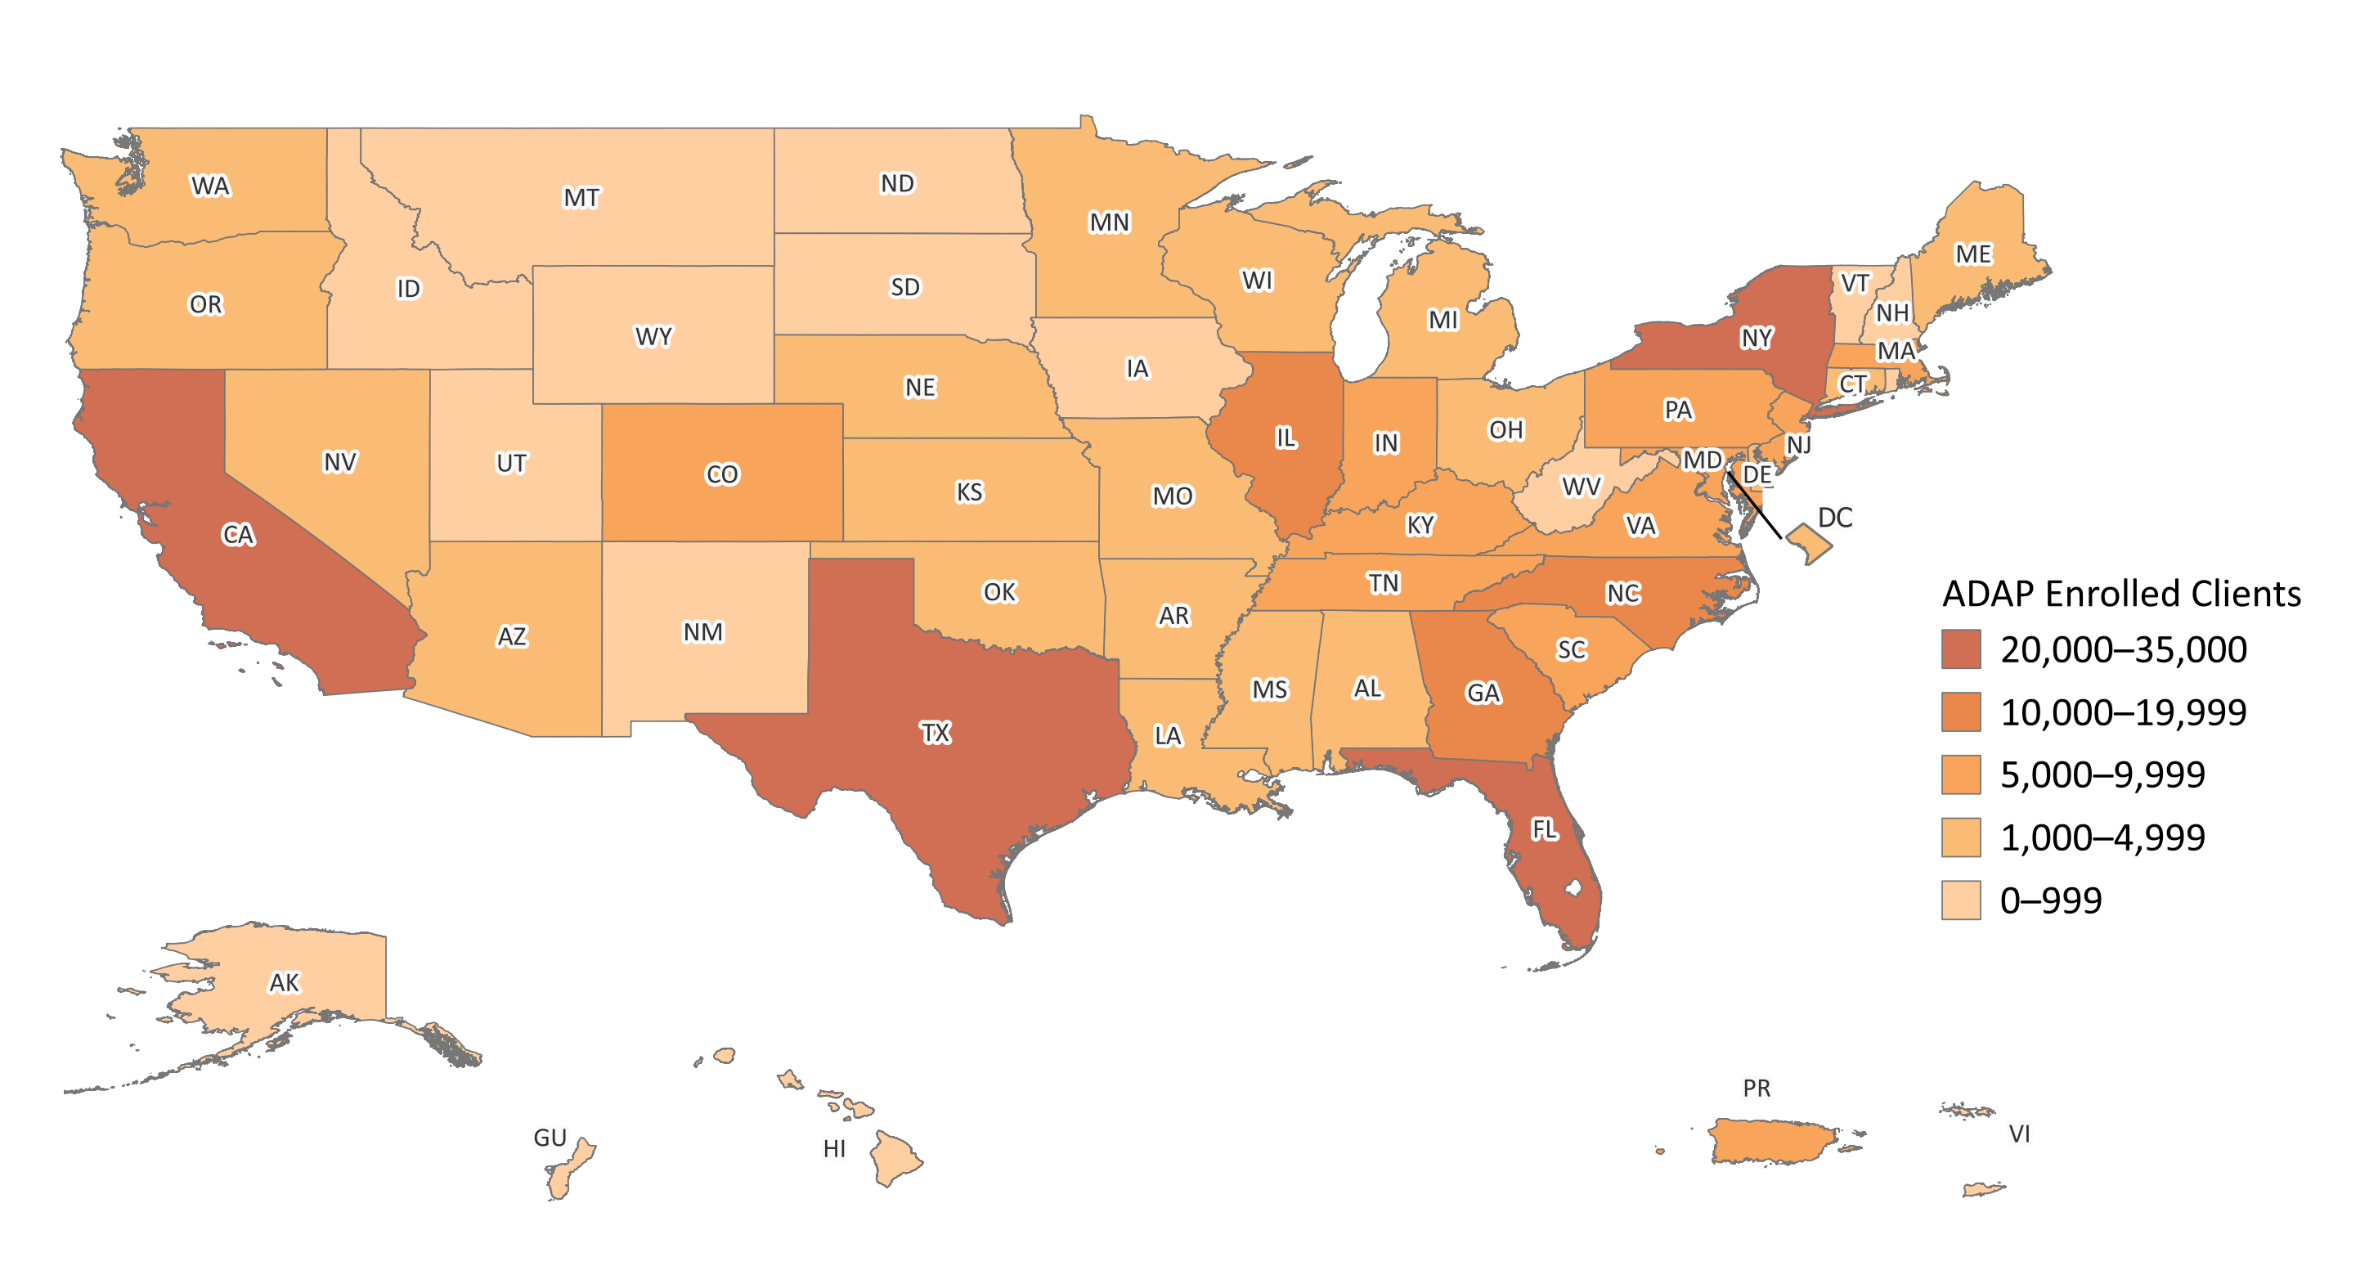 WA
MT
ND
MN
ME
OR
ID
SD
WI
VT
NH
WY
MI
NY
MA
IA
NE
CT
PA
NV
UT
CO
IL
IN
OH
NJ
MD
DE
KS
MO
WV
CA
KY
VA
DC
OK
TN
NC
AR
AZ
NM
SC
MS
AL
GA
TX
LA
FL
ADAP Enrolled Clients
20,000–35,000
10,000–19,999
5,000–9,999
1,000–4,999
0–999
AK
GU
HI
PR
VI